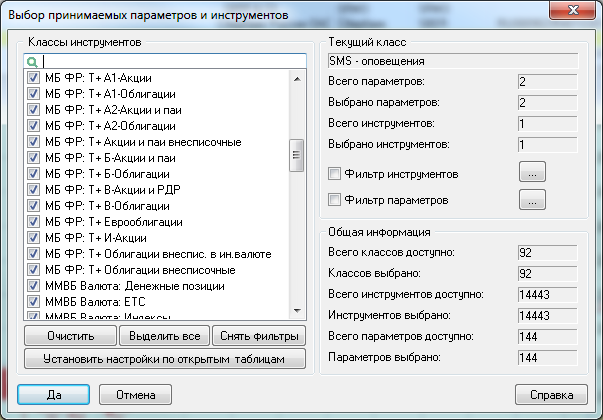 Выбор принимаемых параметров и инструментов
Классы инструментов
МБ ФР: Т+ А1-Акции
МБ ФР: Т+ А1-Облигации
МБ ФР: Т+ А2-Акции и паи
МБ ФР: Т+ А2-Облигации
МБ ФР: Т+ Акции и паи внесписочные
МБ ФР: Т+ Б-Акции и паи
МБ ФР: Т+ Б-Облигации
МБ ФР: Т+ В-Акции и РДР
МБ ФР: Т+ В-Облигации
МБ ФР: Т+ Еврооблигации
МБ ФР: Т+ И-Акции
МБ ФР: Т+ Облигации внеспис. в ин.валюте
МБ ФР: Т+ Облигации внесписочные
ММВБ Валюта: Денежные позиции
ММВБ Валюта: ЕТС
ММВБ Валюта: Индексы
Очистить
Выделить все
Снять фильтры
Установить настройки по открытым таблицам
Текущий класс
SMS - оповещения
Всего параметров: 2
Выбрано параметров: 2
Всего инструментов: 1
Выбрано инструментов: 1
Фильтр инструментов ...
Фильтр параметров ...
Общая информация
Всего классов доступно: 92
Классов выбрано: 92
Всего инструментов доступно: 14443
Инструментов выбрано: 14443
Всего параметров доступно: 144
Параметров выбрано: 144
Да
Отмена
Справка